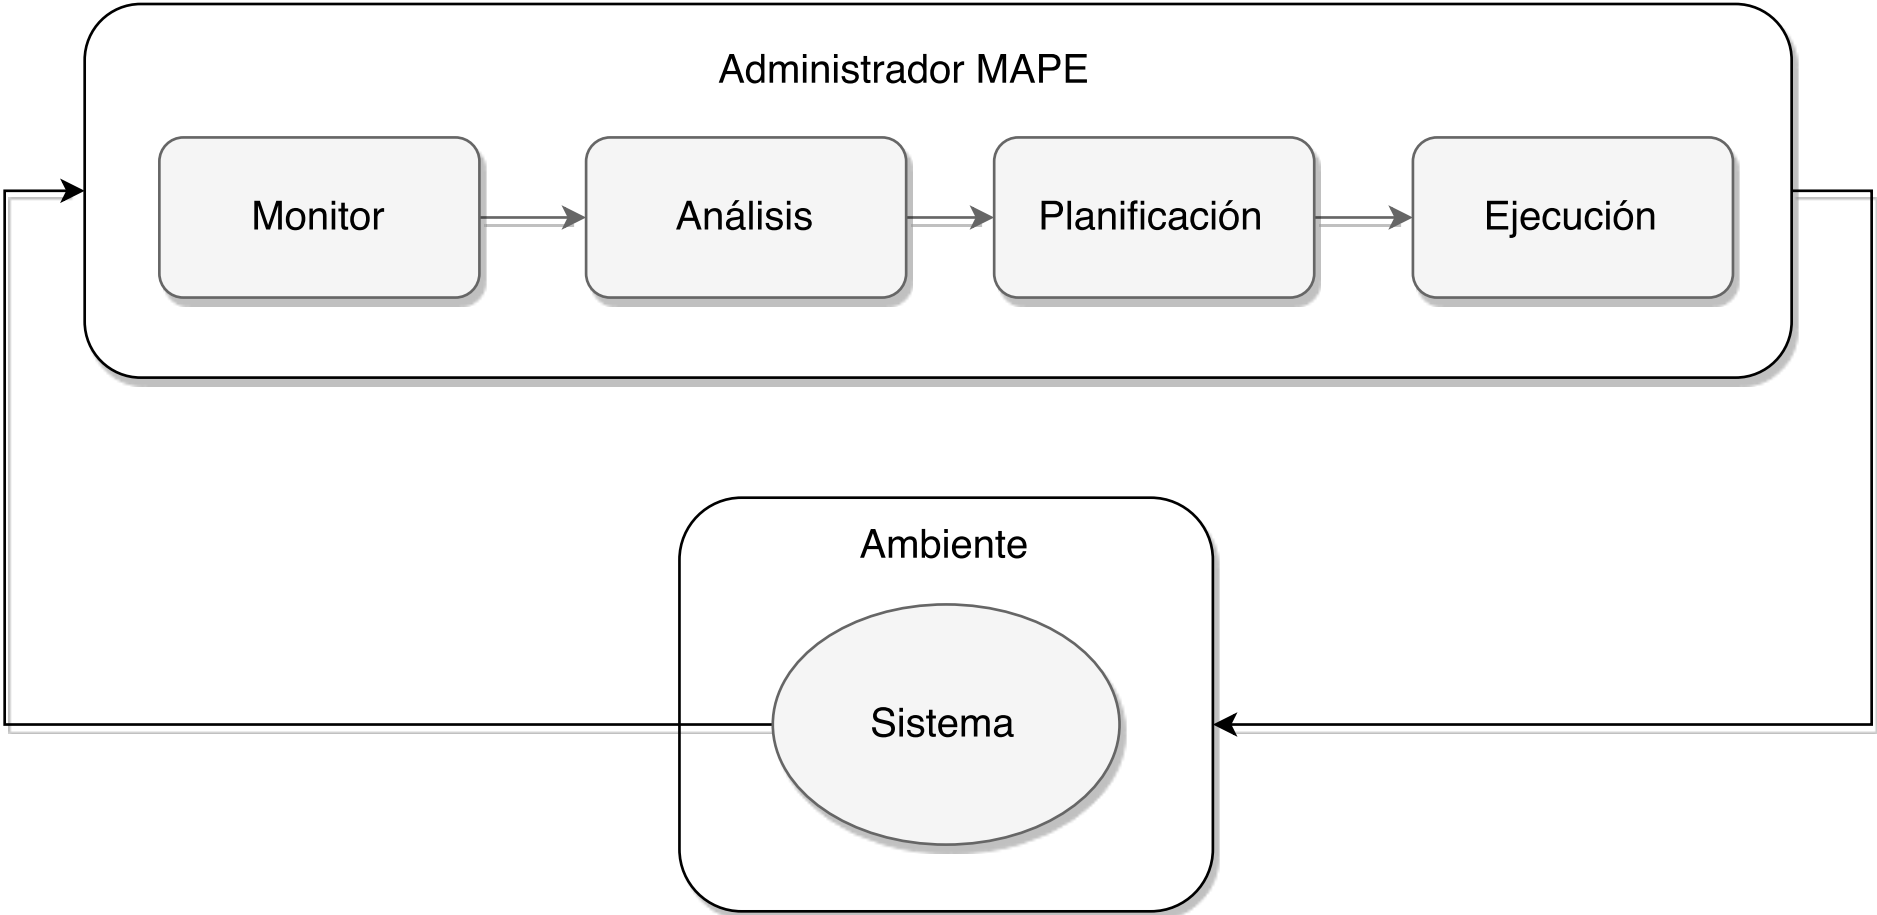 Administrador MAPE
Monitor
Análisis
Planificación
Ejecución
Ambiente
Sistema